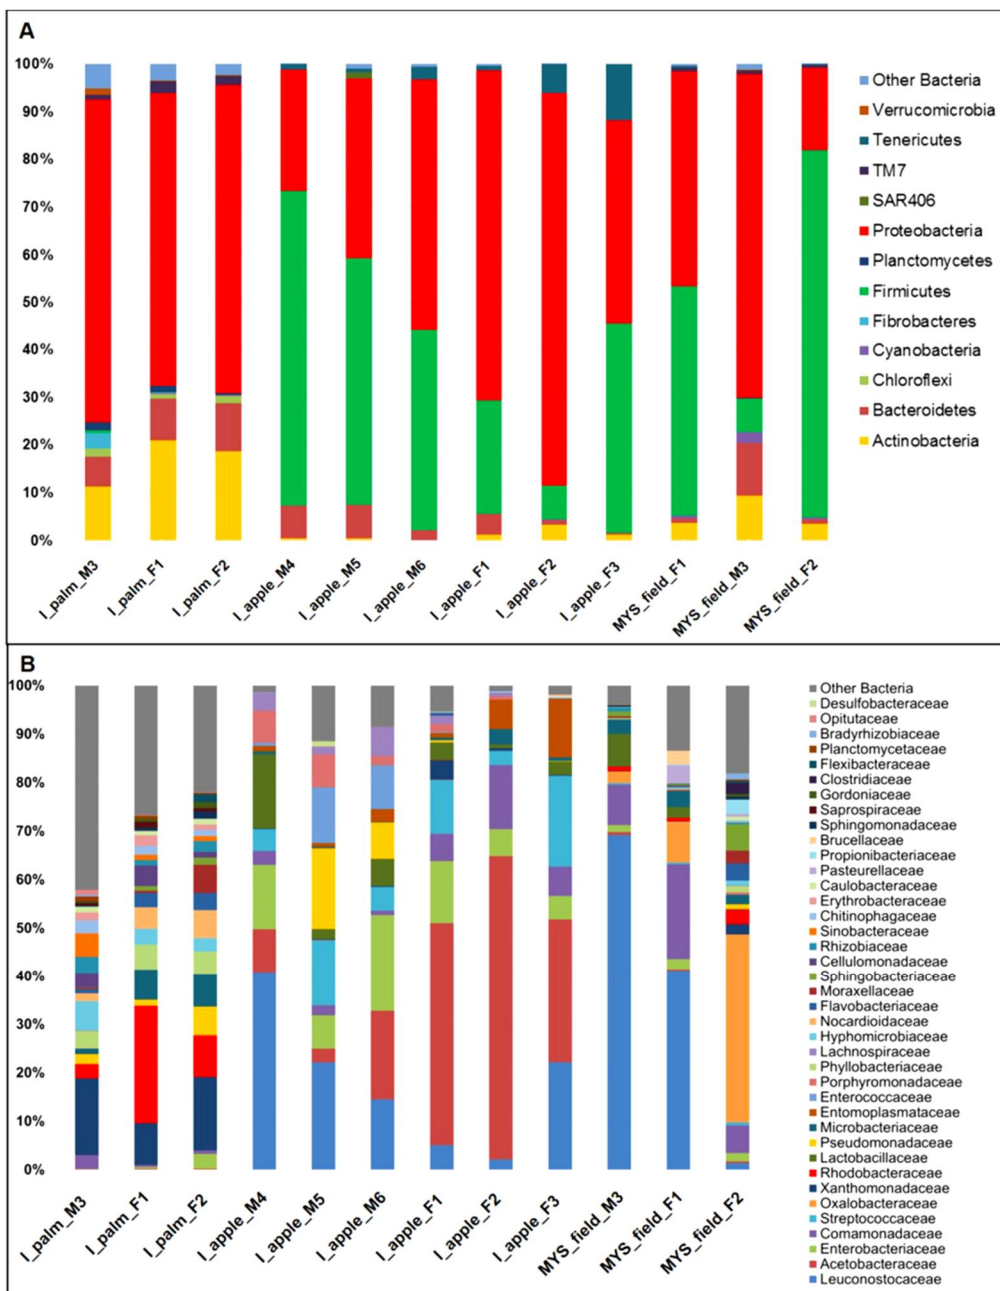 A
100%
90%
80%
70%
60%
50%
40%
30%
20%
10%
0%
I_palm_M3
I_palm_F1
I_palm_F2
I_apple_M4
I_apple_M5
I_apple_M6
I_apple_F1
I_apple_F2
I_apple_F3
MYS_field_F1
MYS_field_M3
MYS_field_F2
Other Bacteria
Verrucomicrobia
Tenericutes
TM7
SAR406
Proteobacteria
Planctomycetes
Firmicutes
Fibrobacteres
Cyanobacteria
Chloroflexi
Bacteroidetes
Actinobacteria
B
100%
90%
80%
70%
60%
50%
40%
30%
20%
10%
0%
I_palm_M3
I_palm_F1
I_palm_F2
I_apple_M4
I_apple_M5
I_apple_M6
I_apple_F1
I_apple_F2
I_apple_F3
MYS_field_M3
MYS_field_F1
MYS_field_F2
Other Bacteria
Desulfobacteraceae
Opitutaceae
Bradyrhizobiaceae
Planctomycetaceae
Flexibacteraceae
Clostridiaceae
Gordoniaceae
Saprospiraceae
Sphingomonadaceae
Brucellaceae
Propionibacteriaceae
Pasteurellaceae
Caulobacteraceae
Erythrobacteraceae
Chitinophagaceae
Sinobacteraceae
Rhizobiaceae
Cellulomonadaceae
Sphingobacteriaceae
Moraxellaceae
Flavobacteriaceae
Nocardioidaceae
Hyphomicrobiaceae
Lachnospiraceae
Phyllobacteriaceae
Porphyromonadaceae
Enterococcaceae
Entomoplasmataceae
Microbacteriaceae
Pseudomonadaceae
Lactobacillaceae
Rhodobacteraceae
Xanthomonadaceae
Oxalobacteraceae
Streptococcaceae
Comamonadaceae
Enterobacteriaceae
Acetobacteraceae
Leuconostocaceae